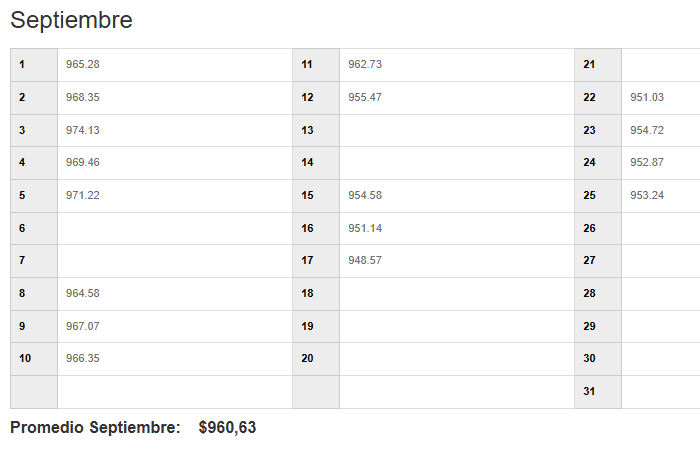 Septiembre
1 965.28 11 962.73 21
2 968.35 12 955.47 22 951.03
3 974.13 13 23 954.72
4 969.46 14 24 952.87
5 971.22 15 954.58 25 953.24
6 16 951.14 26
7 17 948.57 27
8 964.58 18 28
9 967.07 19 29
10 966.35 20 30
31
Promedio Septiembre: $960,63